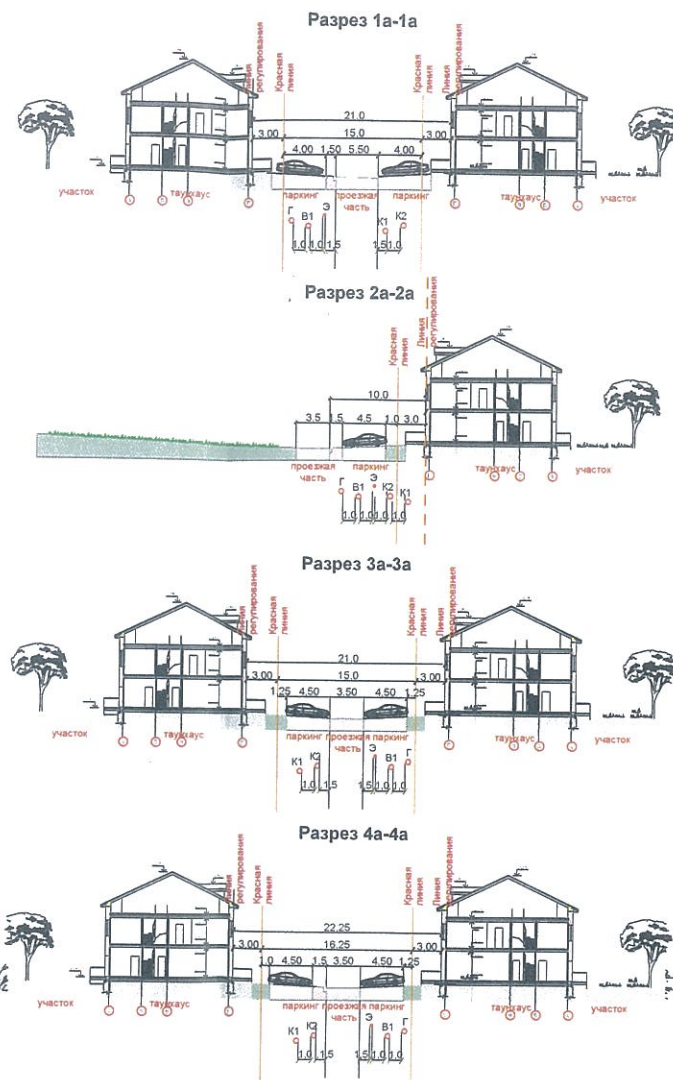 Разрез 1а-1а
Линия регулирования
Красная линия
Красная линия
Линия регулирования
21.0
3.00 15.0 3.00
4.00 1.50 5.50 4.00
участок таунхаус паркинг проезжая часть паркинг таунхаус участок
Г В1 Э К1 К2
1.0 1.0 1.5 1.5 1.0
Разрез 2а-2а
Красная линия
Линия регулирования
10.0
3.5 1.5 4.5 1.0 3.0
проезжая часть паркинг таунхаус участок
Г В1 Э К2 К1
1.0 1.0 1.0 1.0
Разрез 3а-3а
Линия регулирования
Красная линия
Красная линия
Линия регулирования
21.0
3.00 15.0 3.00
1.25 4.50 3.50 4.50 1.25
участок таунхаус паркинг проезжая часть паркинг таунхаус участок
К1 К2 Э В1 Г
1.0 1.5 1.5 1.0 1.0
Разрез 4а-4а
Линия регулирования
Красная линия
Красная линия
Линия регулирования
22.25
3.00 16.25 3.00
1.0 4.50 1.5 3.50 4.50 1.25
участок таунхаус паркинг проезжая часть паркинг таунхаус участок
К1 К2 Э В1 Г
1.0 1.5 1.5 1.0 1.0